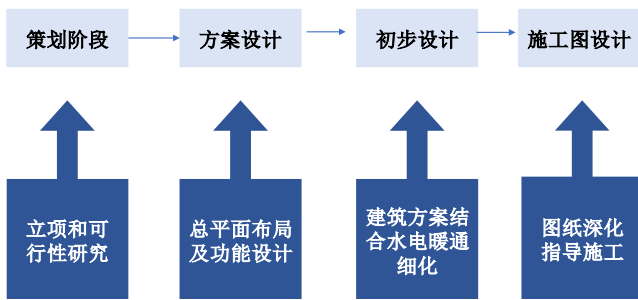 策划阶段
方案设计
初步设计
施工图设计
立项和可
行性研究
总平面布局
及功能设计
建筑方案结
合水电暖通
细化
图纸深化
指导施工